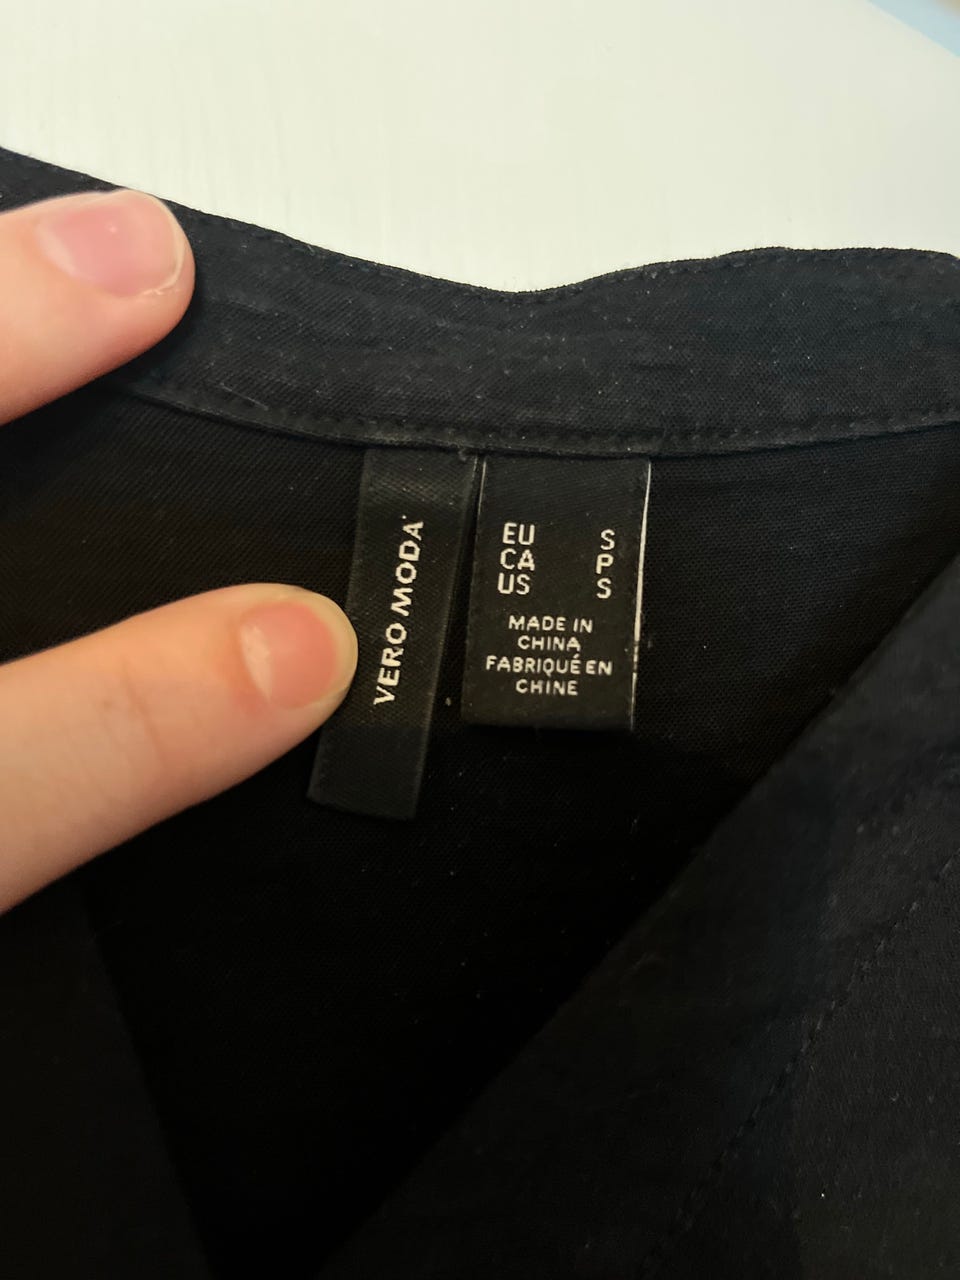 VERO MODA
EU S
CA P
US S
MADE IN
CHINA
FABRIQUÉ EN
CHINE